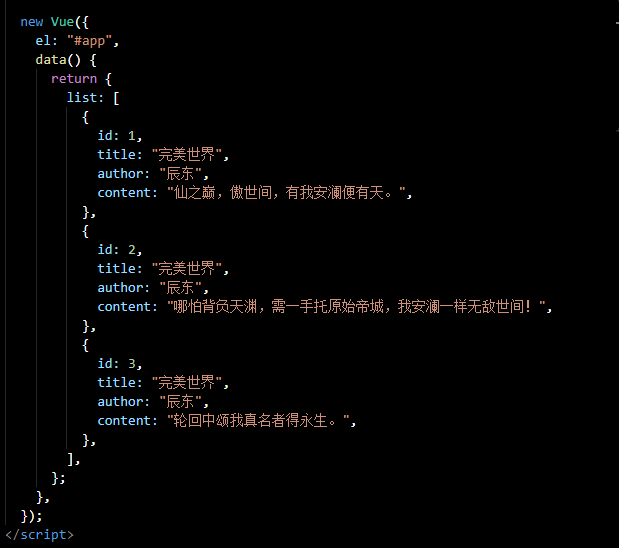 new Vue({
el: "#app",
data() {
return {
list: [
{
id: 1,
title: "完美世界",
author: "辰东",
content: "仙之巅，傲世间，有我安澜便有天。",
},
{
id: 2,
title: "完美世界",
author: "辰东",
content: "哪怕背负天渊，需一手托原始帝城，我安澜一样无敌世间！",
},
{
id: 3,
title: "完美世界",
author: "辰东",
content: "轮回中颂我真名者得永生。",
},
],
};
},
});
</script>